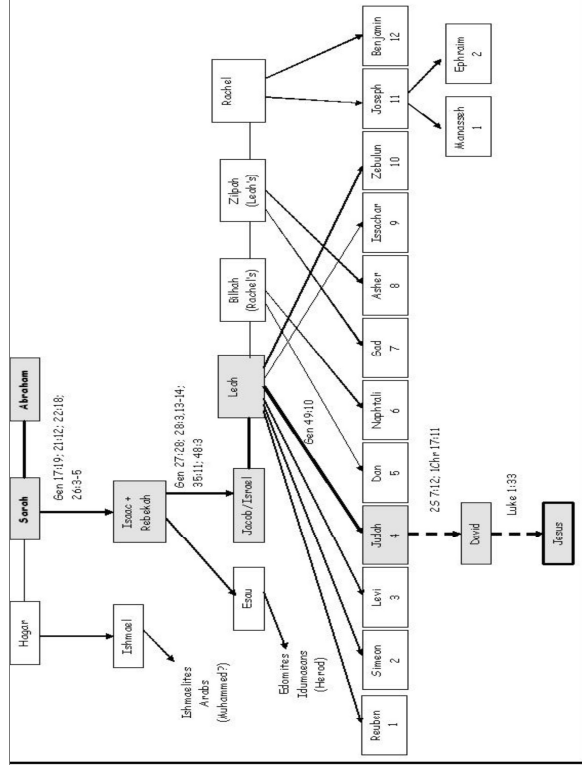 Hagar
Sarah
Abraham
Gen 17:19; 21:12; 22:18;
26:3-5
Ishmael
Isaac +
Rebekah
Ishmaelites
Arabs
(Muhammed?)
Gen 27:28; 28:3,13-14;
35:11; 48:3
Esau
Jacob/Israel
Leah
Bilhah
(Rachel's)
Zilpah
(Leah's)
Rachel
Edomites
Idumaeans
(Herod)
Gen 49:10
Reuben
1
Simeon
2
Levi
3
Judah
4
Dan
5
Naphtali
6
Gad
7
Asher
8
Issachar
9
Zebulun
10
Joseph
11
Benjamin
12
2S 7:12; 1Chr 17:11
Manasseh
1
Ephraim
2
David
Luke 1:33
Jesus